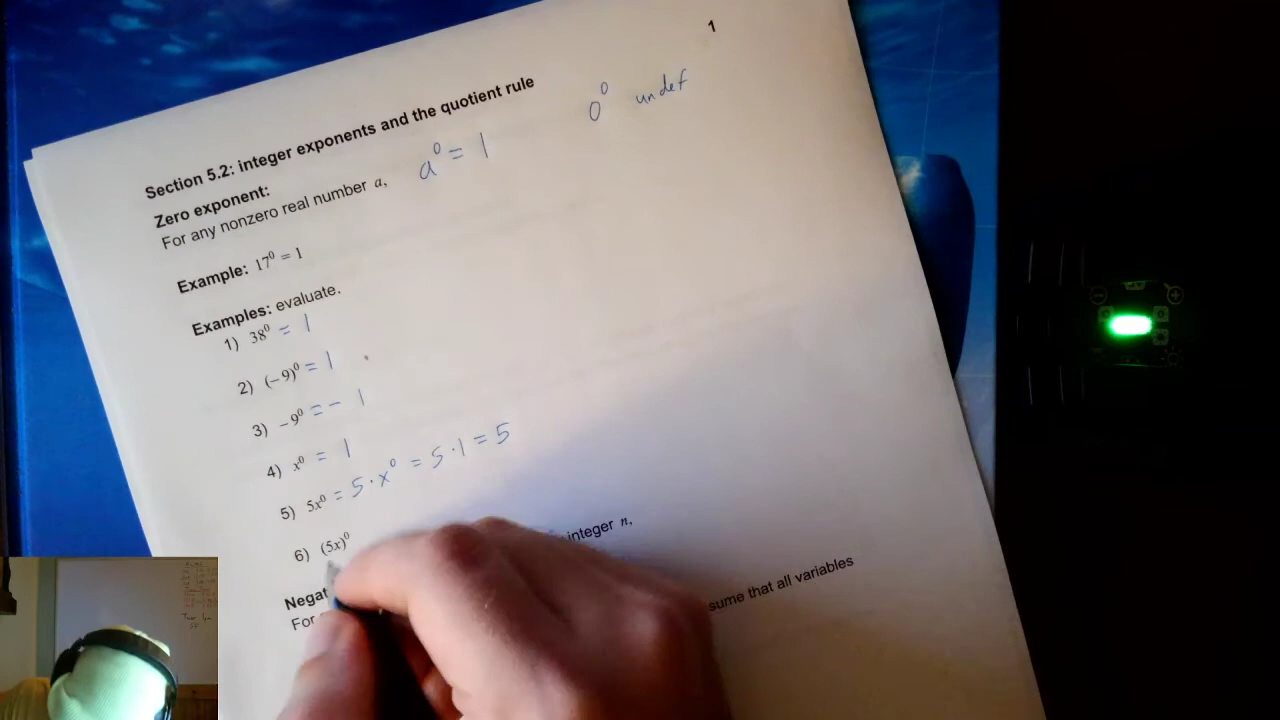 1
Section 5.2: integer exponents and the quotient rule
0⁰ undef
Zero exponent:
For any nonzero real number a, a⁰ = 1
Example: 17⁰ = 1
Examples: evaluate.
1) 38⁰ = 1
2) (−9)⁰ = 1
3) −9⁰ = − 1
4) x⁰ = 1
5) 5x⁰ = 5 · x⁰ = 5 · 1 = 5
6) (5x)⁰
integer n,
For
sume that all variables